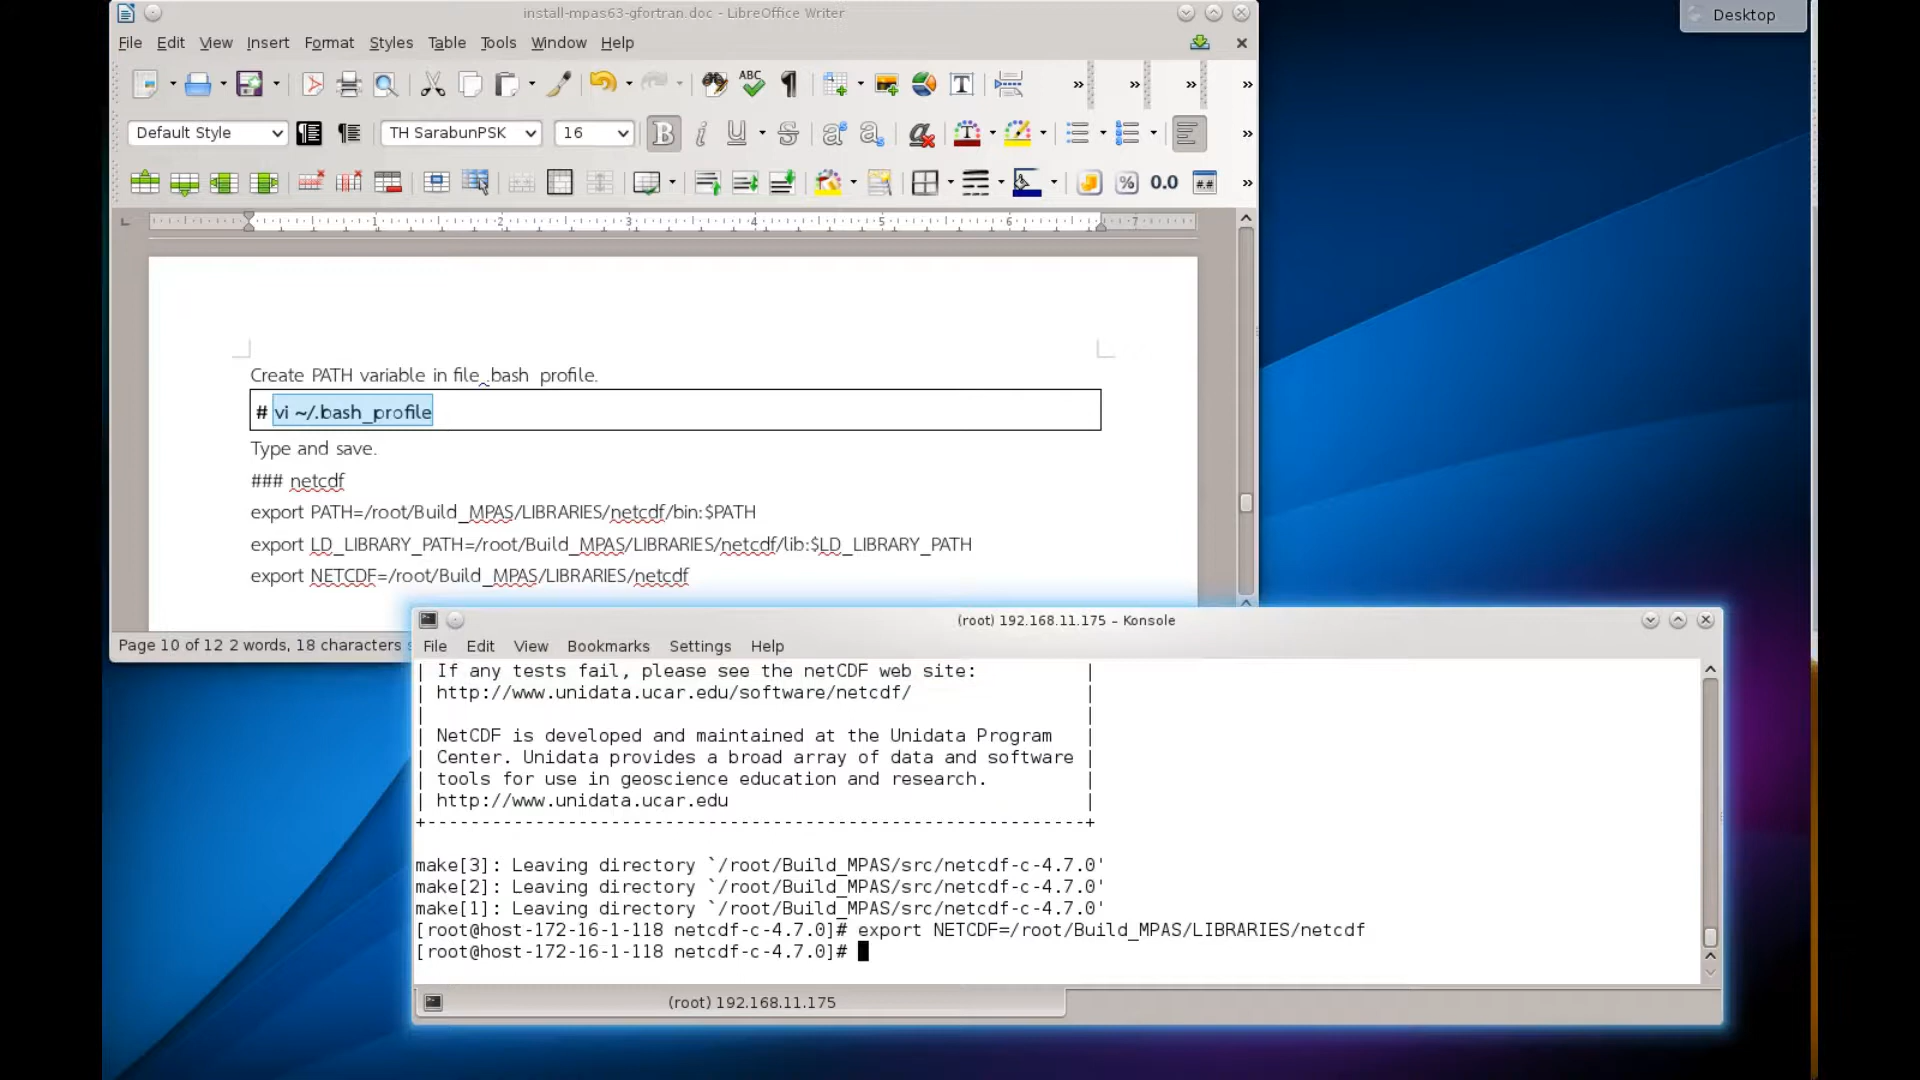 install-mpas63-gfortran.doc - LibreOffice Writer
Desktop
File Edit View Insert Format Styles Table Tools Window Help
Default Style
TH SarabunPSK
16
1 2 3 4 5 6 7
Create PATH variable in file .bash_profile.
# vi ~/.bash_profile
Type and save.
### netcdf
export PATH=/root/Build_MPAS/LIBRARIES/netcdf/bin:$PATH
export LD_LIBRARY_PATH=/root/Build_MPAS/LIBRARIES/netcdf/lib:$LD_LIBRARY_PATH
export NETCDF=/root/Build_MPAS/LIBRARIES/netcdf
Page 10 of 12 2 words, 18 characters
(root) 192.168.11.175 – Konsole
File Edit View Bookmarks Settings Help
| If any tests fail, please see the netCDF web site: |
| http://www.unidata.ucar.edu/software/netcdf/ |
| |
| NetCDF is developed and maintained at the Unidata Program |
| Center. Unidata provides a broad array of data and software |
| tools for use in geoscience education and research. |
| http://www.unidata.ucar.edu |
+-------------------------------------------------------------+
make[3]: Leaving directory `/root/Build_MPAS/src/netcdf-c-4.7.0'
make[2]: Leaving directory `/root/Build_MPAS/src/netcdf-c-4.7.0'
make[1]: Leaving directory `/root/Build_MPAS/src/netcdf-c-4.7.0'
[root@host-172-16-1-118 netcdf-c-4.7.0]# export NETCDF=/root/Build_MPAS/LIBRARIES/netcdf
[root@host-172-16-1-118 netcdf-c-4.7.0]#
(root) 192.168.11.175